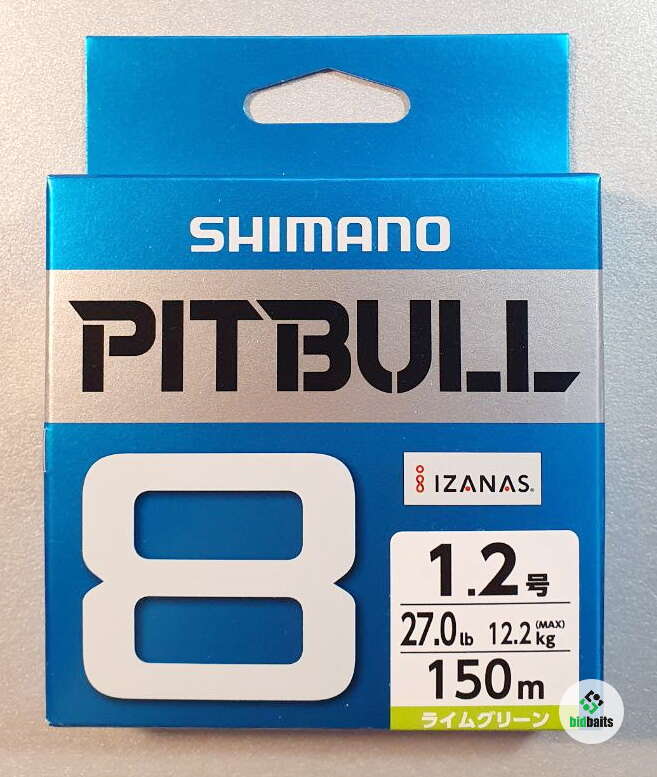 SHIMANO
PITBULL
8
IZANAS®
1.2号
27.0lb 12.2kg (MAX)
150m
ライムグリーン
bidbaits